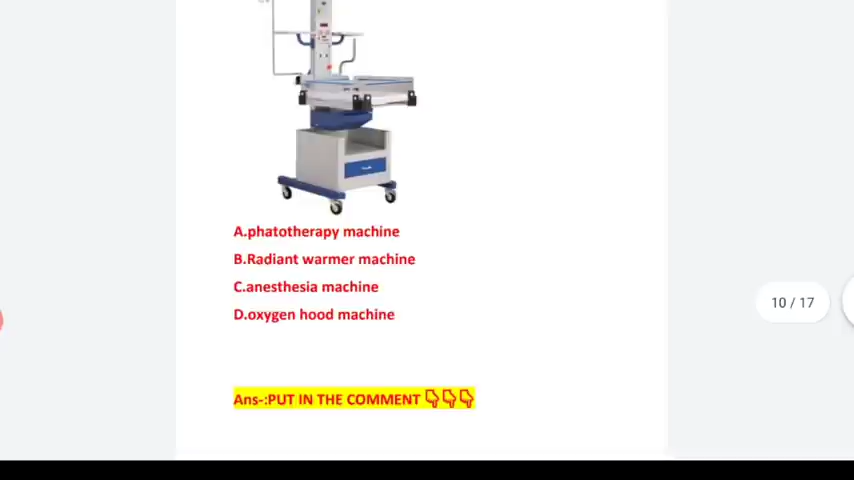 A.phatotherapy machine
B.Radiant warmer machine
C.anesthesia machine
D.oxygen hood machine
10 / 17
Ans-:PUT IN THE COMMENT 👇👇👇